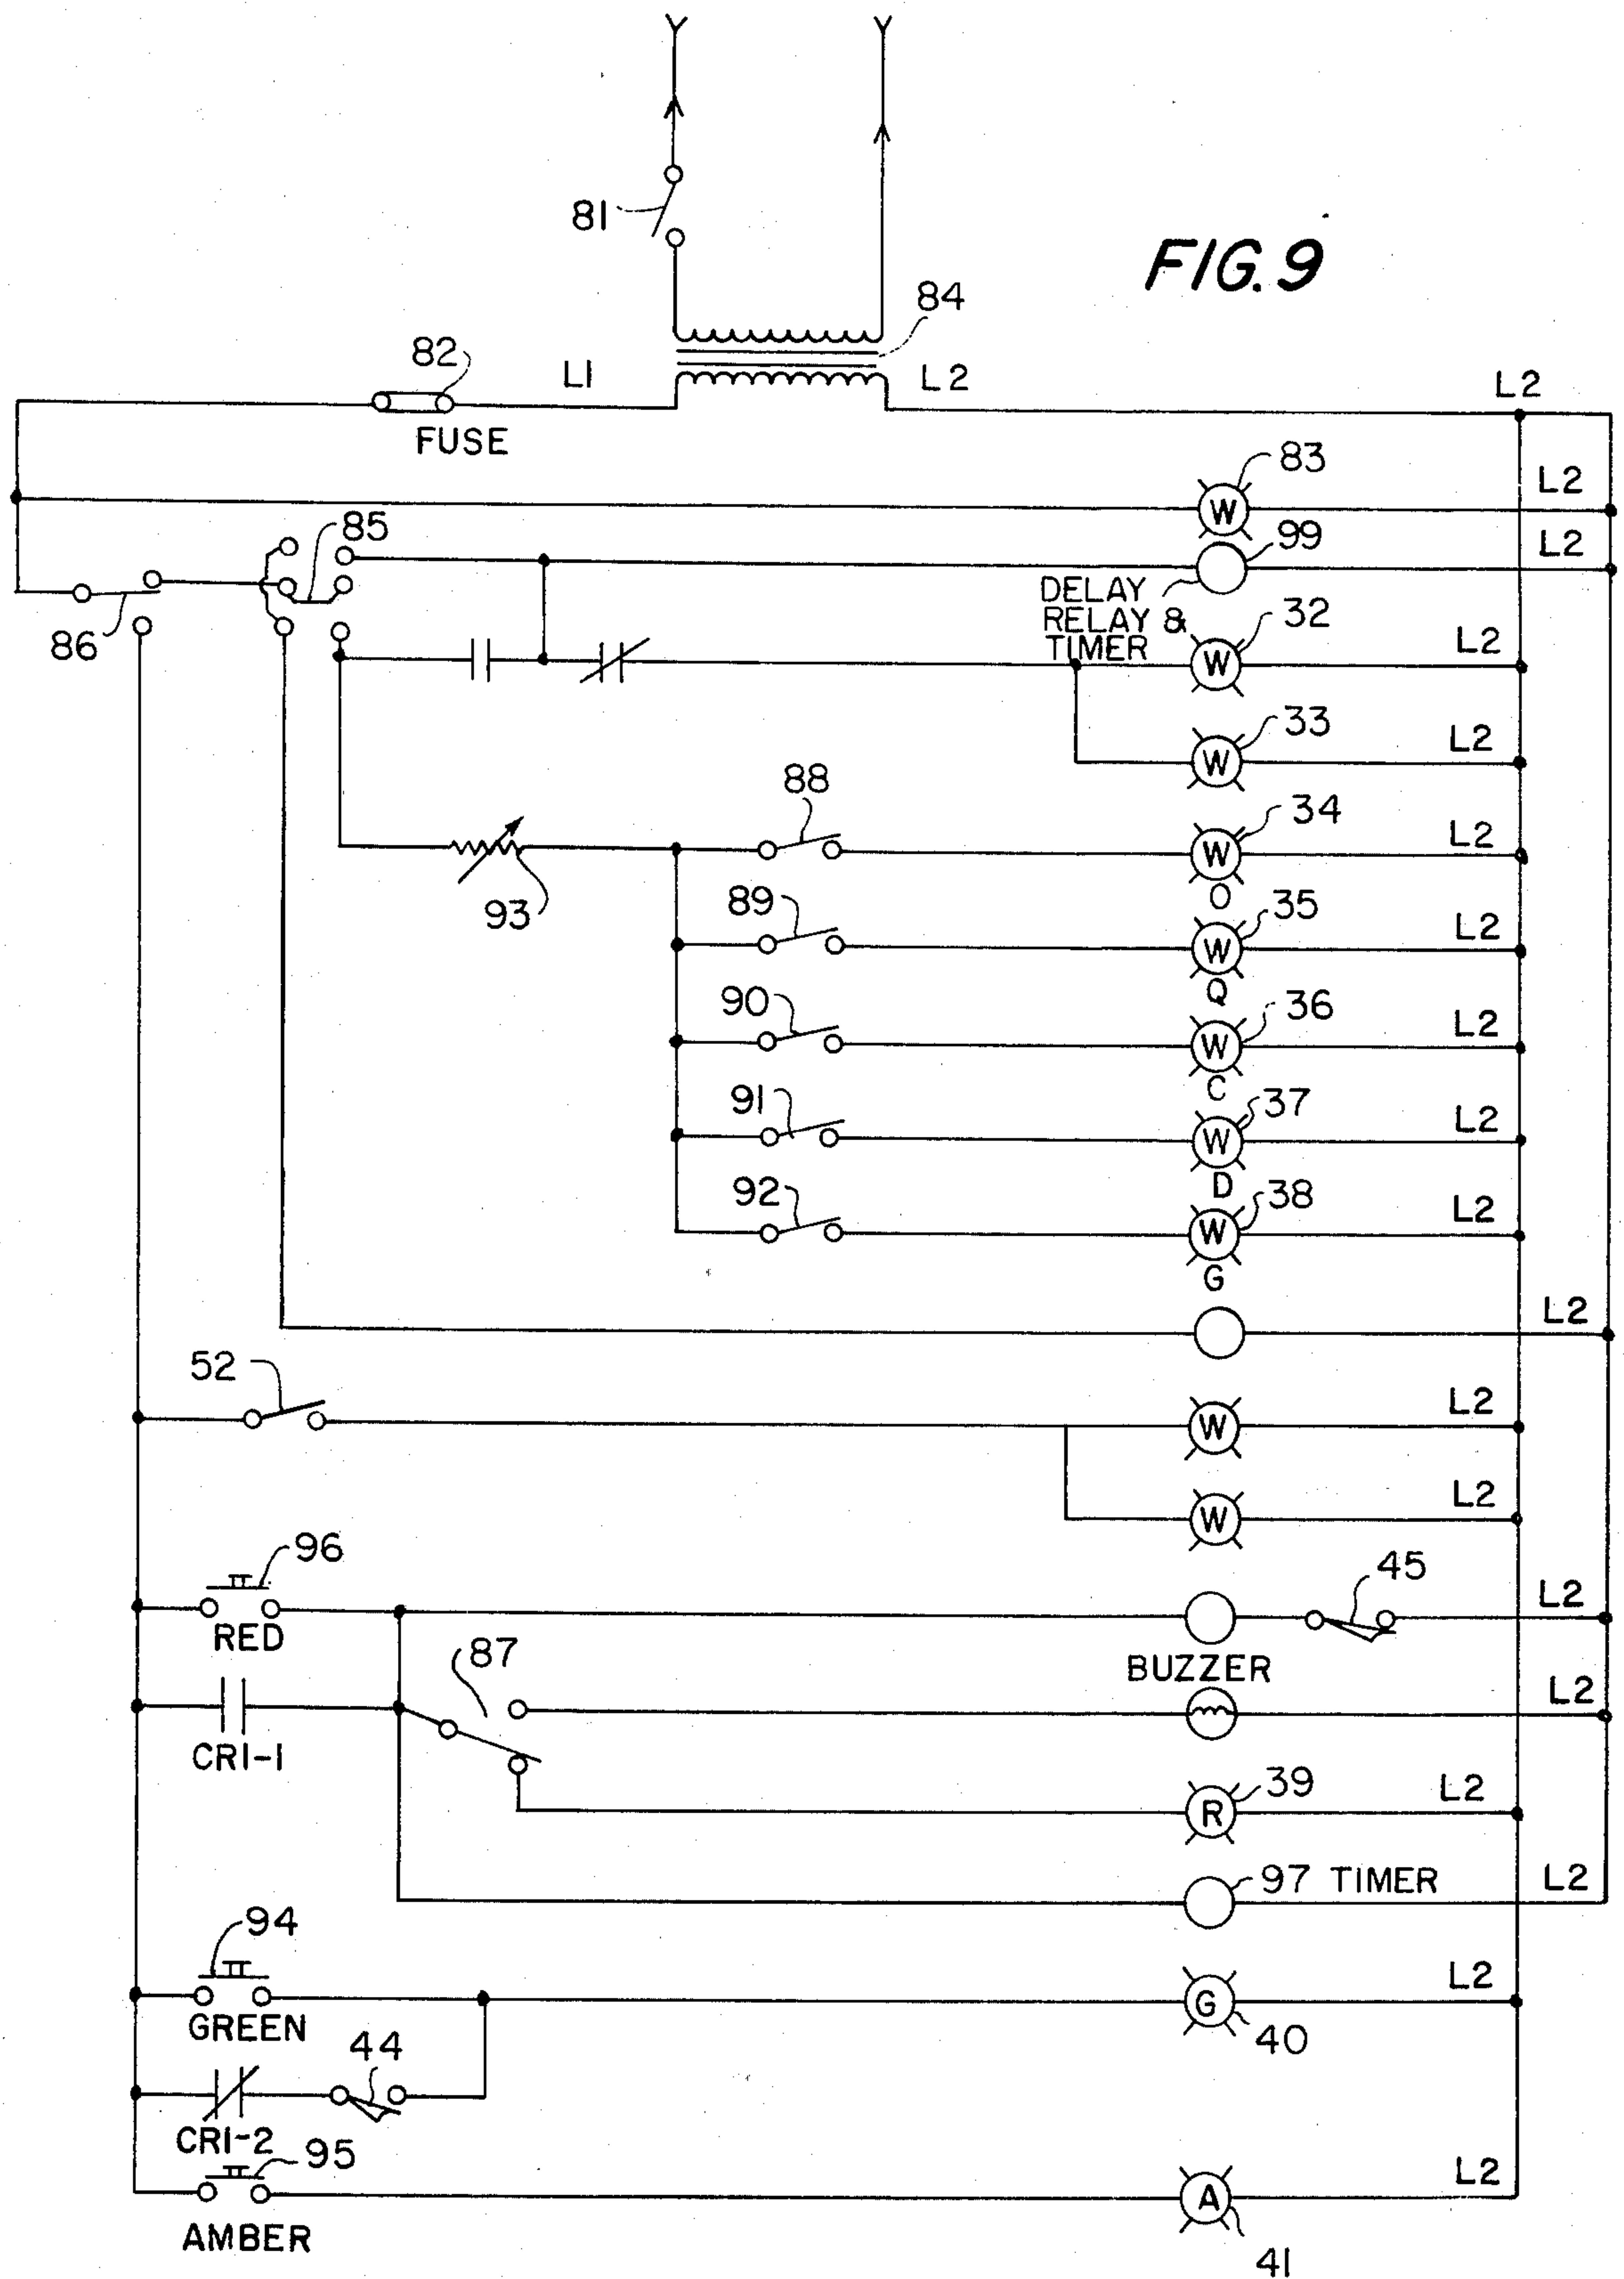 81
FIG. 9
84
82
L1
L2
L2
FUSE
83
W
L2
85
99
L2
86
DELAY
RELAY &
TIMER
32
W
L2
33
W
L2
88
34
W
L2
O
93
89
35
W
L2
Q
90
36
W
L2
C
91
37
W
L2
D
92
38
W
L2
G
L2
52
W
L2
W
L2
96
RED
45
L2
BUZZER
87
L2
CR1-1
39
R
L2
97 TIMER
L2
94
GREEN
G
L2
40
44
CR1-2
95
A
L2
AMBER
41